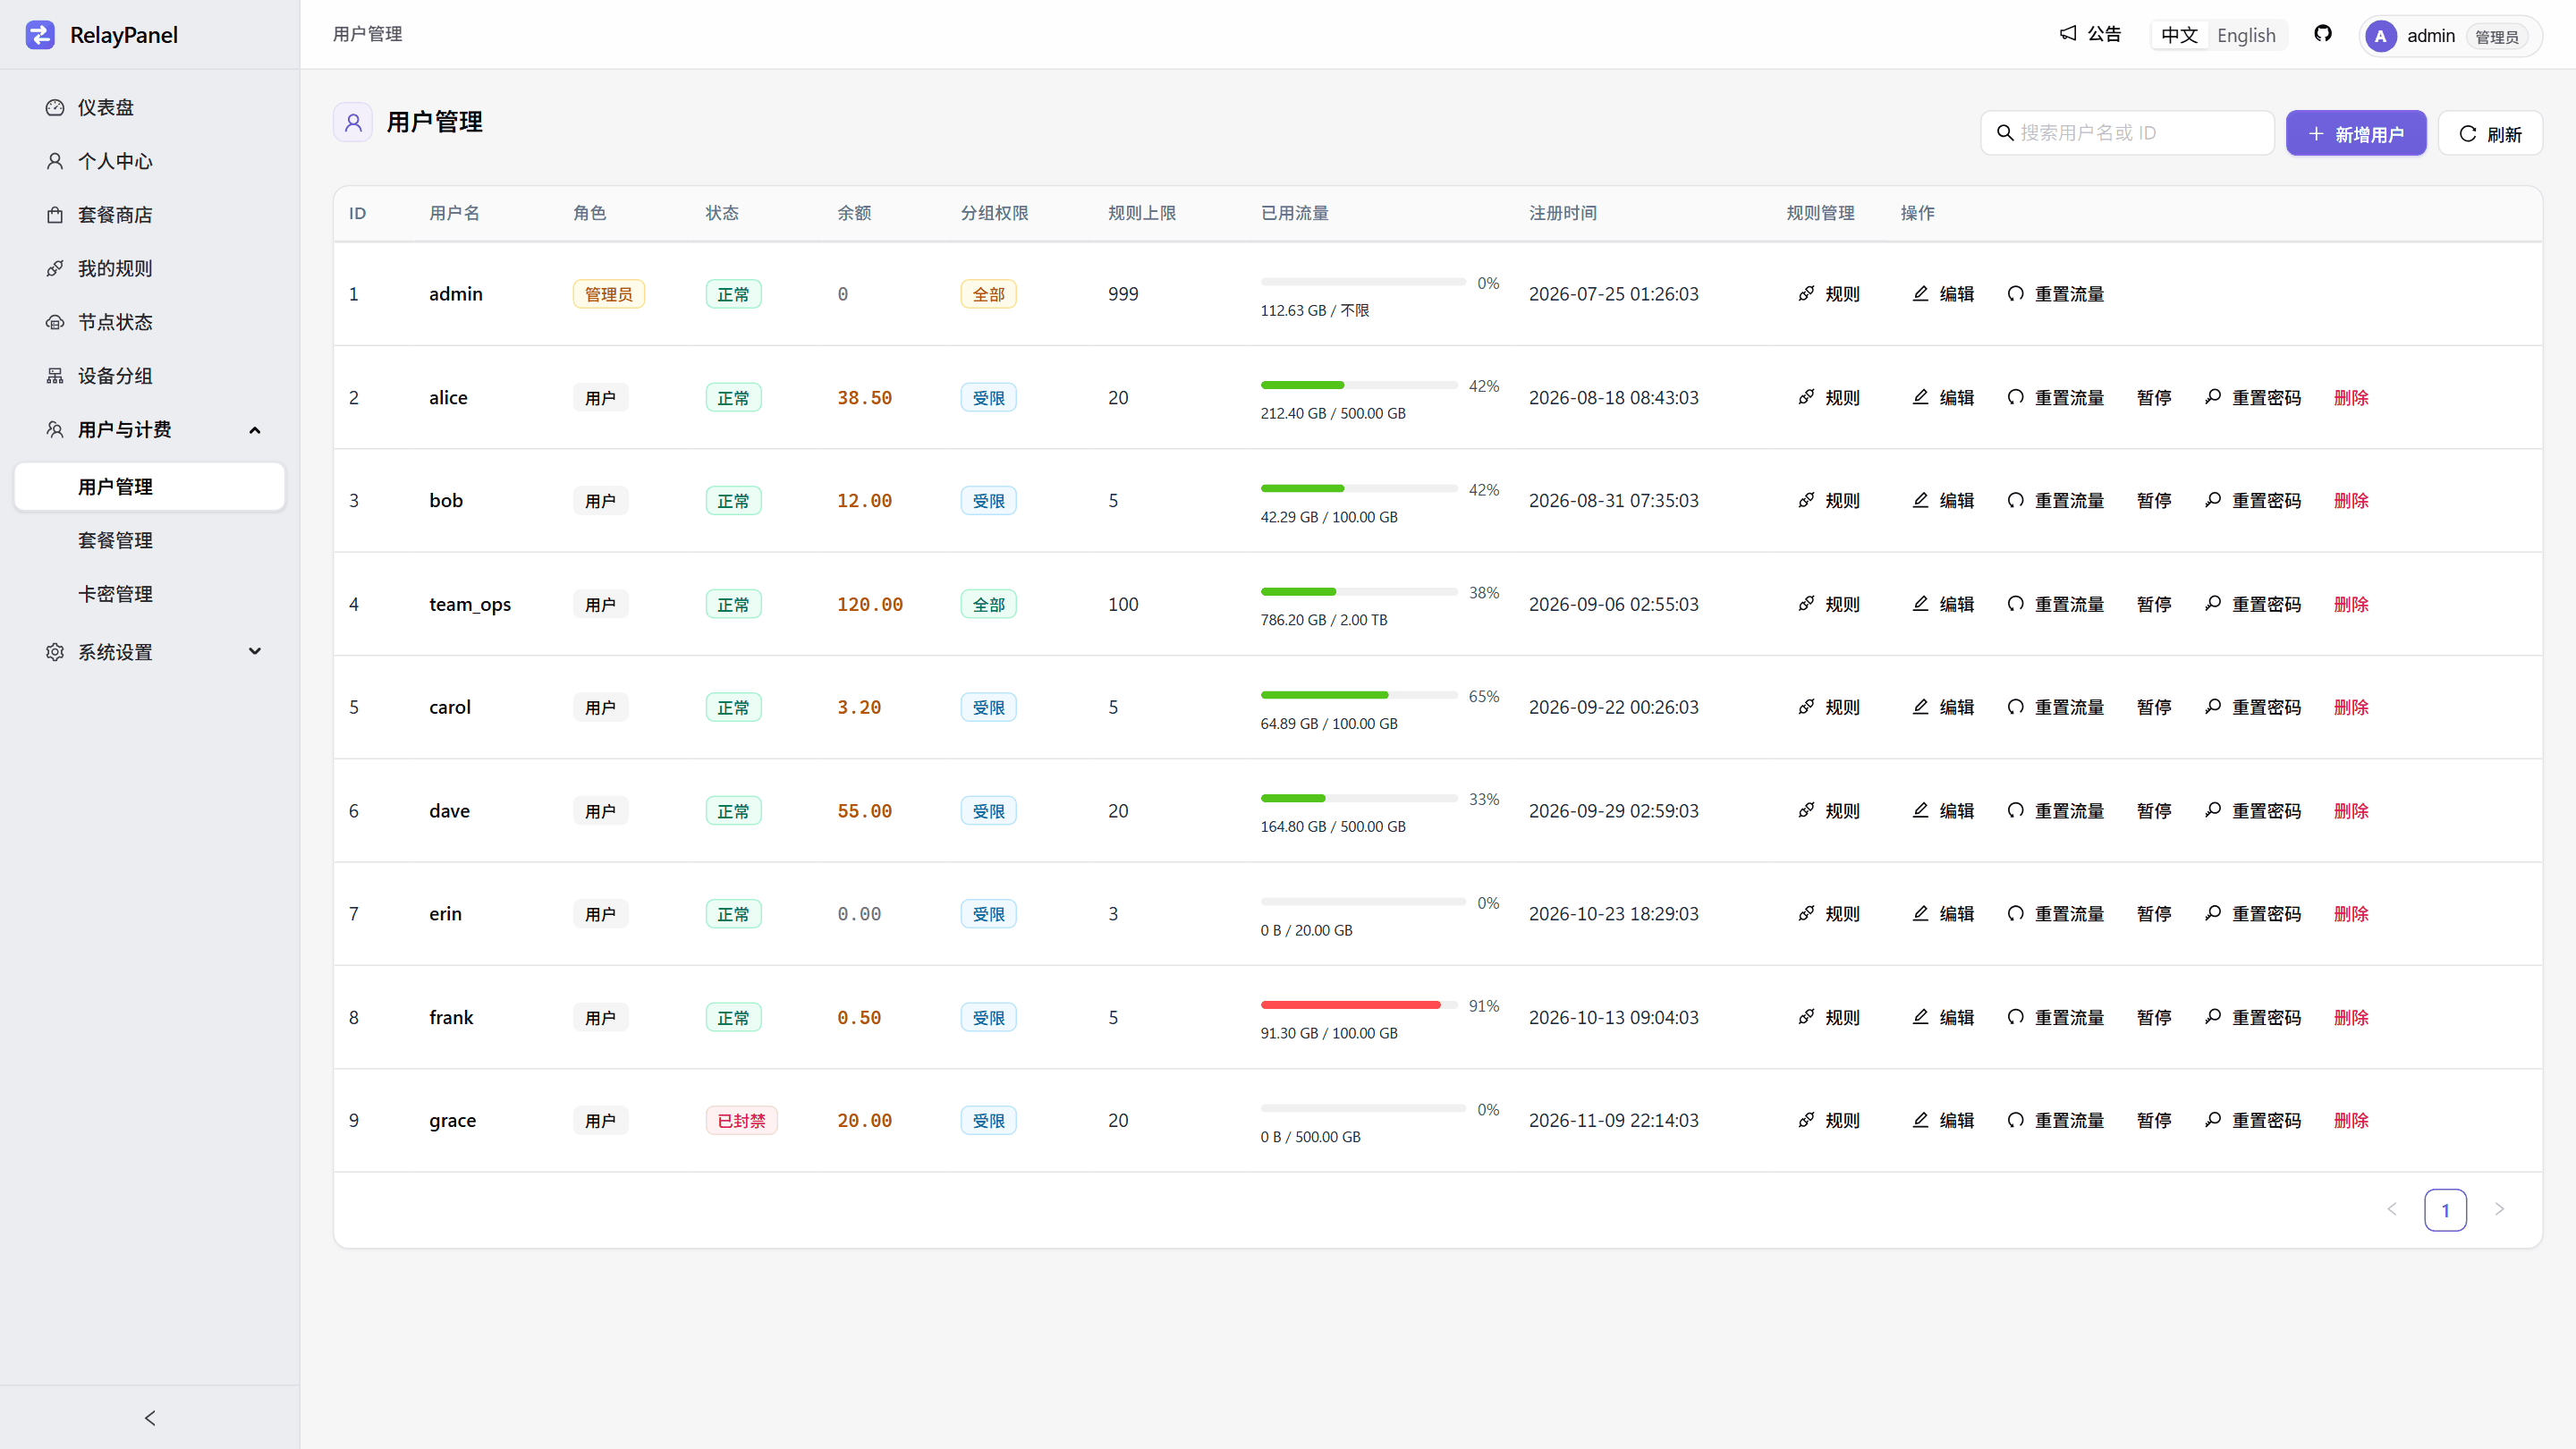 RelayPanel
用户管理
公告
中文 English
A admin 管理员
仪表盘
个人中心
套餐商店
我的规则
节点状态
设备分组
用户与计费
用户管理
套餐管理
卡密管理
系统设置
用户管理
搜索用户名或 ID
新增用户
刷新
ID 用户名 角色 状态 余额 分组权限 规则上限 已用流量 注册时间 规则管理 操作
1 admin 管理员 正常 0 全部 999 0% 2026-07-25 01:26:03 规则 编辑 重置流量
112.63 GB / 不限
2 alice 用户 正常 38.50 受限 20 42% 2026-08-18 08:43:03 规则 编辑 重置流量 暂停 重置密码 删除
212.40 GB / 500.00 GB
3 bob 用户 正常 12.00 受限 5 42% 2026-08-31 07:35:03 规则 编辑 重置流量 暂停 重置密码 删除
42.29 GB / 100.00 GB
4 team_ops 用户 正常 120.00 全部 100 38% 2026-09-06 02:55:03 规则 编辑 重置流量 暂停 重置密码 删除
786.20 GB / 2.00 TB
5 carol 用户 正常 3.20 受限 5 65% 2026-09-22 00:26:03 规则 编辑 重置流量 暂停 重置密码 删除
64.89 GB / 100.00 GB
6 dave 用户 正常 55.00 受限 20 33% 2026-09-29 02:59:03 规则 编辑 重置流量 暂停 重置密码 删除
164.80 GB / 500.00 GB
7 erin 用户 正常 0.00 受限 3 0% 2026-10-23 18:29:03 规则 编辑 重置流量 暂停 重置密码 删除
0 B / 20.00 GB
8 frank 用户 正常 0.50 受限 5 91% 2026-10-13 09:04:03 规则 编辑 重置流量 暂停 重置密码 删除
91.30 GB / 100.00 GB
9 grace 用户 已封禁 20.00 受限 20 0% 2026-11-09 22:14:03 规则 编辑 重置流量 暂停 重置密码 删除
0 B / 500.00 GB
1